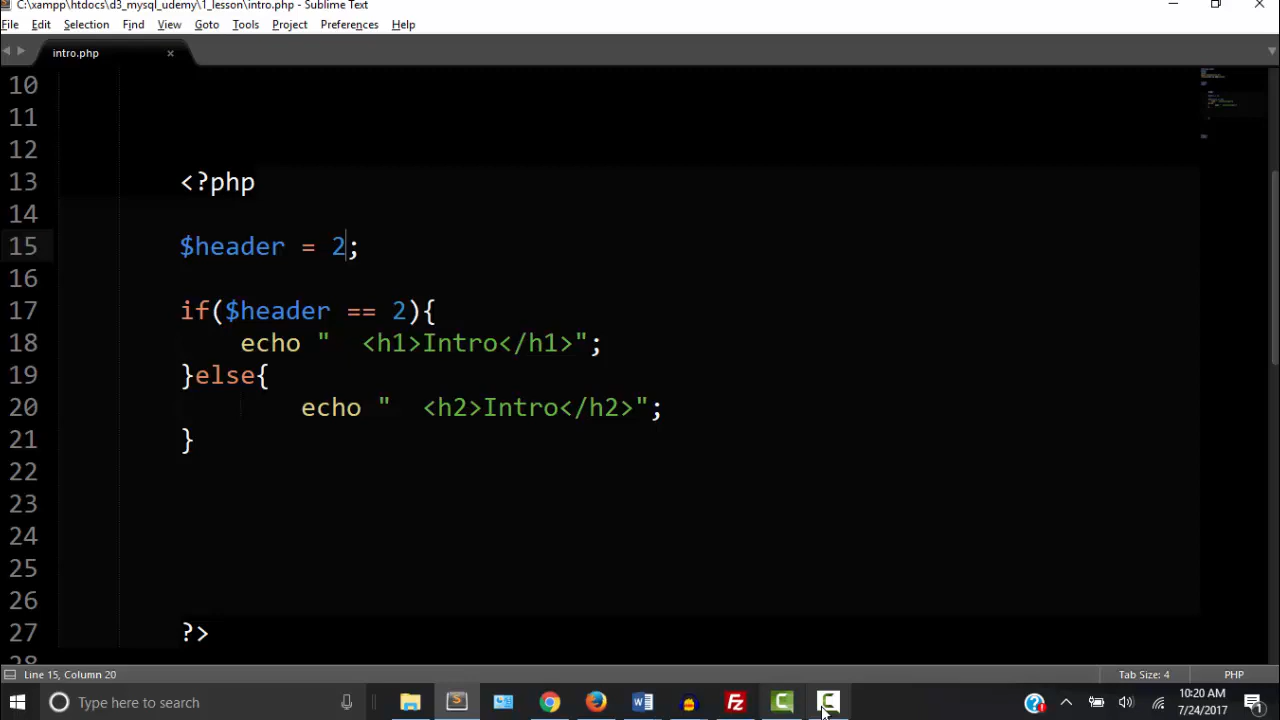 C:\xampp\htdocs\d3_mysql_udemy\1_lesson\intro.php - Sublime Text
File Edit Selection Find View Goto Tools Project Preferences Help
intro.php ×
10
11
12
13 <?php
14
15 $header = 2;
16
17 if($header == 2){
18 echo "  <h1>Intro</h1>";
19 }else{
20 echo "  <h2>Intro</h2>";
21 }
22
23
24
25
26
27 ?>
28
Line 15, Column 20 Tab Size: 4 PHP
Type here to search
10:20 AM
7/24/2017